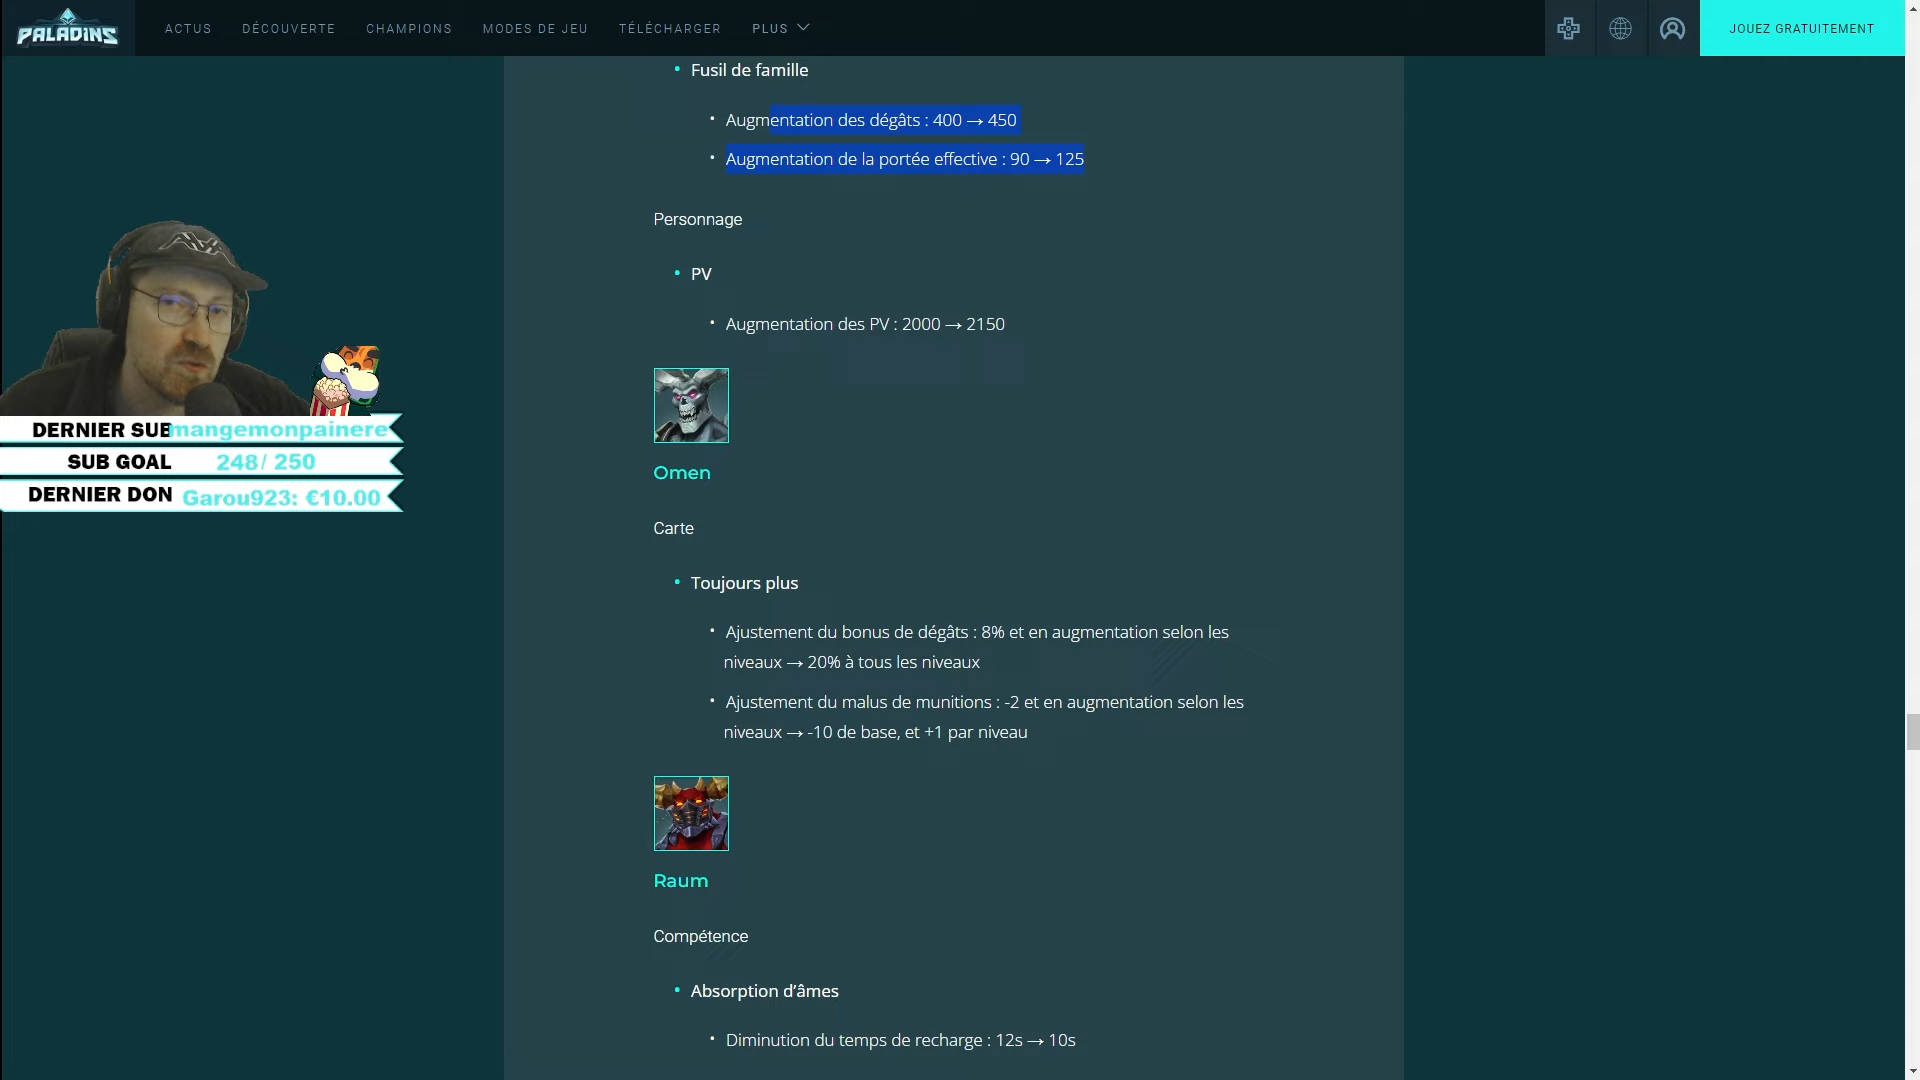 PALADINS
ACTUS
DÉCOUVERTE
CHAMPIONS
MODES DE JEU
TÉLÉCHARGER
PLUS
JOUEZ GRATUITEMENT
• Fusil de famille
• Augmentation des dégâts : 400 → 450
• Augmentation de la portée effective : 90 → 125
Personnage
• PV
• Augmentation des PV : 2000 → 2150
DERNIER SUB mangemonpainere
SUB GOAL 248/ 250
DERNIER DON Garou923: €10.00
Omen
Carte
• Toujours plus
• Ajustement du bonus de dégâts : 8% et en augmentation selon les
niveaux → 20% à tous les niveaux
• Ajustement du malus de munitions : -2 et en augmentation selon les
niveaux → -10 de base, et +1 par niveau
Raum
Compétence
• Absorption d’âmes
• Diminution du temps de recharge : 12s → 10s